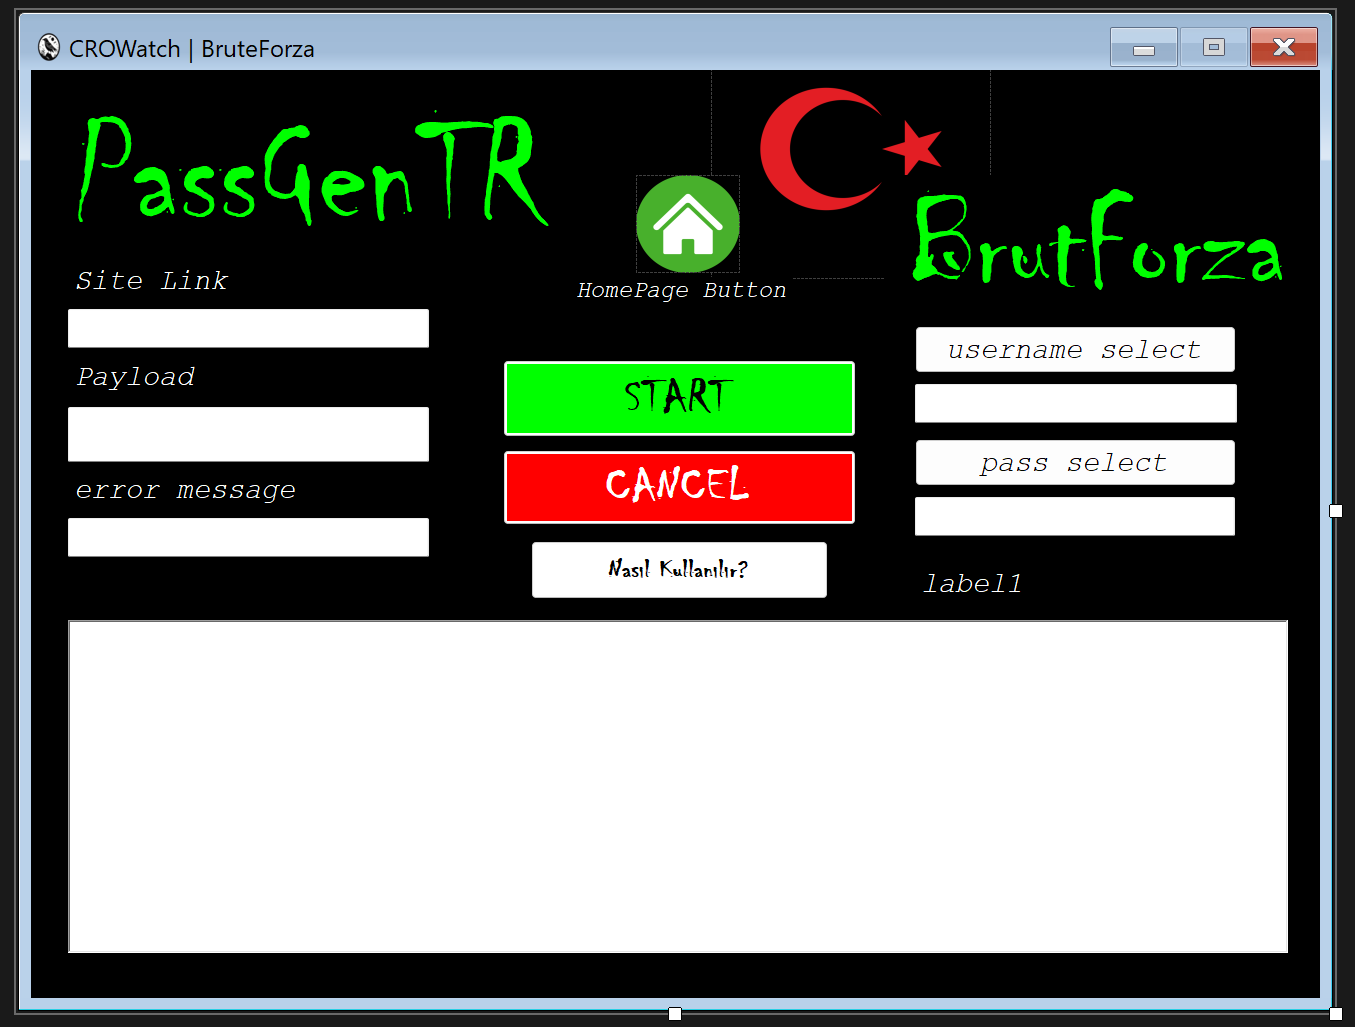 CROWatch | BruteForza
PassGenTR
BrutForza
Site Link
HomePage Button
Payload
error message
START
CANCEL
Nasıl Kullanılır?
username select
pass select
label1